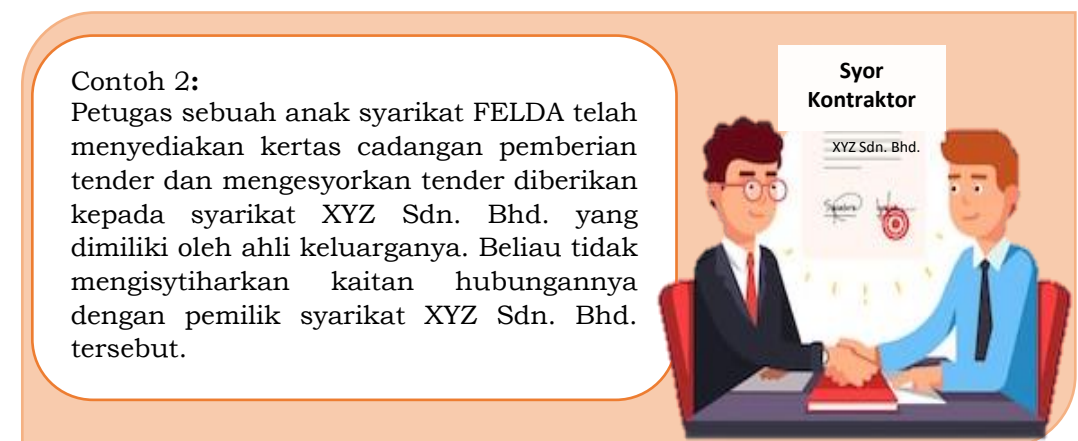 Contoh 2:
Petugas sebuah anak syarikat FELDA telah
menyediakan kertas cadangan pemberian
tender dan mengesyorkan tender diberikan
kepada syarikat XYZ Sdn. Bhd. yang
dimiliki oleh ahli keluarganya. Beliau tidak
mengisytiharkan kaitan hubungannya
dengan pemilik syarikat XYZ Sdn. Bhd.
tersebut.
Syor
Kontraktor
XYZ Sdn. Bhd.